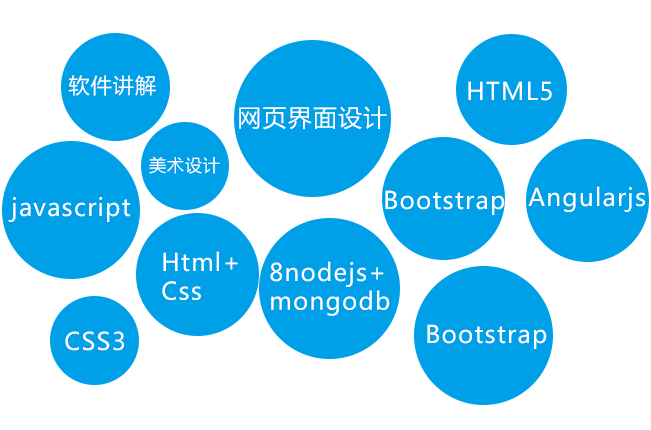 软件讲解
网页界面设计
HTML5
美术设计
javascript
Bootstrap
Angularjs
Html+
Css
8nodejs+
mongodb
CSS3
Bootstrap